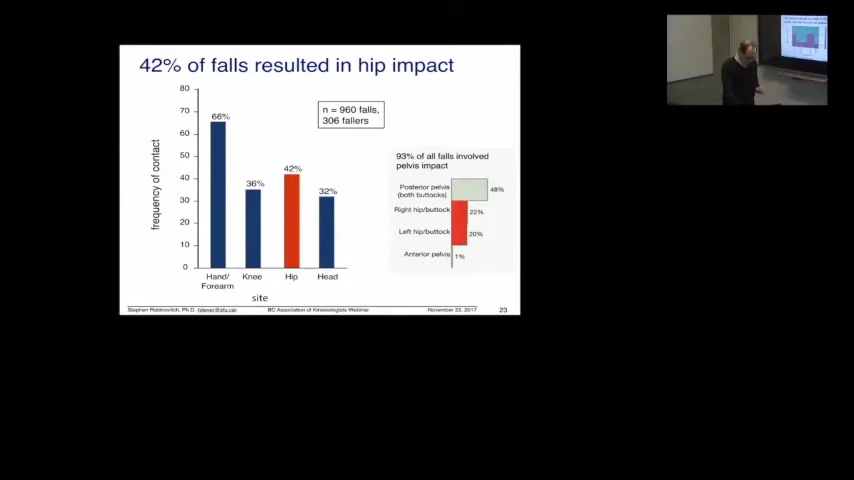 42% of falls resulted in hip impact
80
70
60
50
40
30
20
10
0
frequency of contact
66%
36%
42%
32%
n = 960 falls,
306 fallers
Hand/
Forearm
Knee
Hip
Head
site
93% of all falls involved
pelvis impact
Posterior pelvis
(both buttocks)
48%
Right hip/buttock
22%
Left hip/buttock
20%
Anterior pelvis
1%
Stephen Robinovitch, Ph.D.
BC Association of Kinesiologists Webinar
November 23, 2017
23